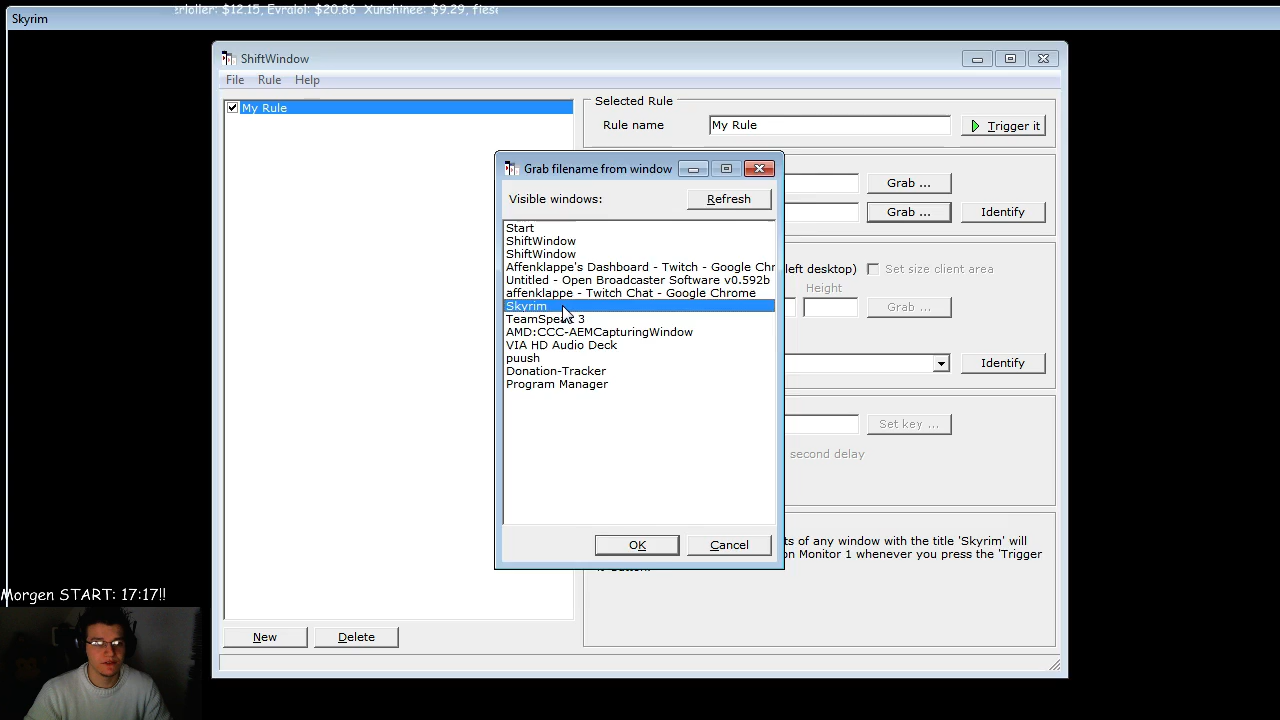 erloller: $12.15, Evralol: $20.86 Xunshinee: $9.29, fiese
Skyrim
ShiftWindow
File Rule Help
My Rule
Selected Rule
Rule name My Rule Trigger it
Grab filename from window
Visible windows: Refresh
Grab ...
Grab ... Identify
Start
ShiftWindow
ShiftWindow
Affenklappe's Dashboard - Twitch - Google Chr
Untitled - Open Broadcaster Software v0.592b
affenklappe - Twitch Chat - Google Chrome
Skyrim
TeamSpeak 3
AMD:CCC-AEMCapturingWindow
VIA HD Audio Deck
puush
Donation-Tracker
Program Manager
left desktop) Set size client area
Height
Grab ...
Identify
Set key ...
second delay
OK Cancel
ts of any window with the title 'Skyrim' will
on Monitor 1 whenever you press the 'Trigger
Morgen START: 17:17!!
New Delete